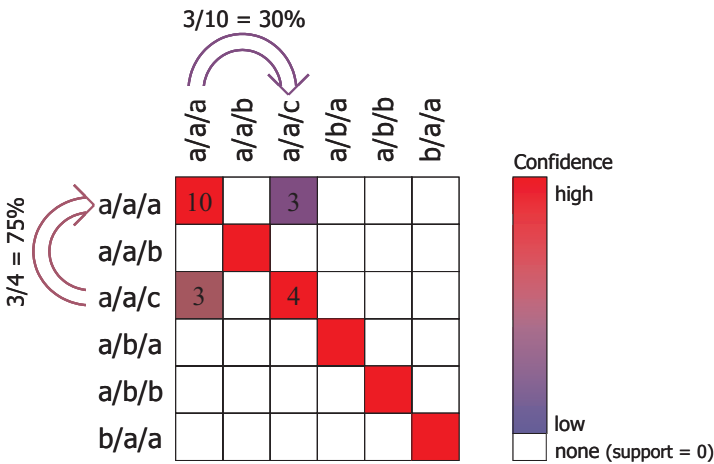 3/10 = 30%
a/a/a
a/a/b
a/a/c
a/b/a
a/b/b
b/a/a
3/4 = 75%
a/a/a 10 3
a/a/b
a/a/c 3 4
a/b/a
a/b/b
b/a/a
Confidence
high
low
none (support = 0)